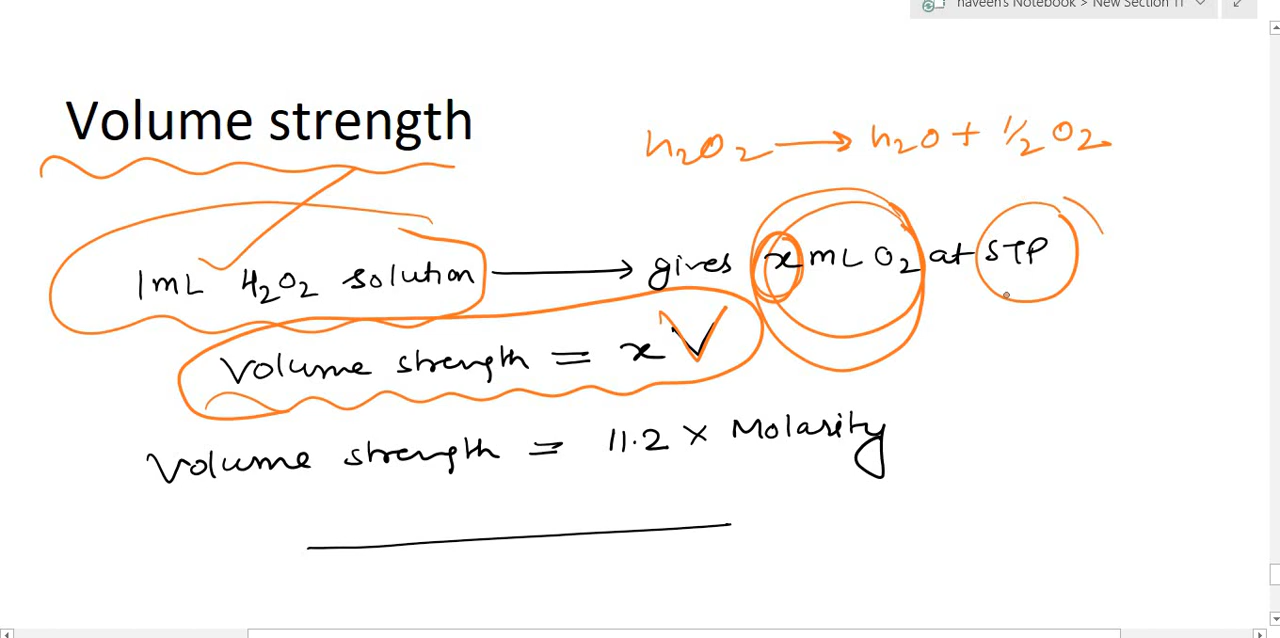 naveen's Notebook > New Section 11
Volume strength
h2O2 → h2O + 1/2 O2
1mL H2O2 solution → gives x mL O2 at STP
Volume strength = x V
Volume strength = 11.2 × Molarity